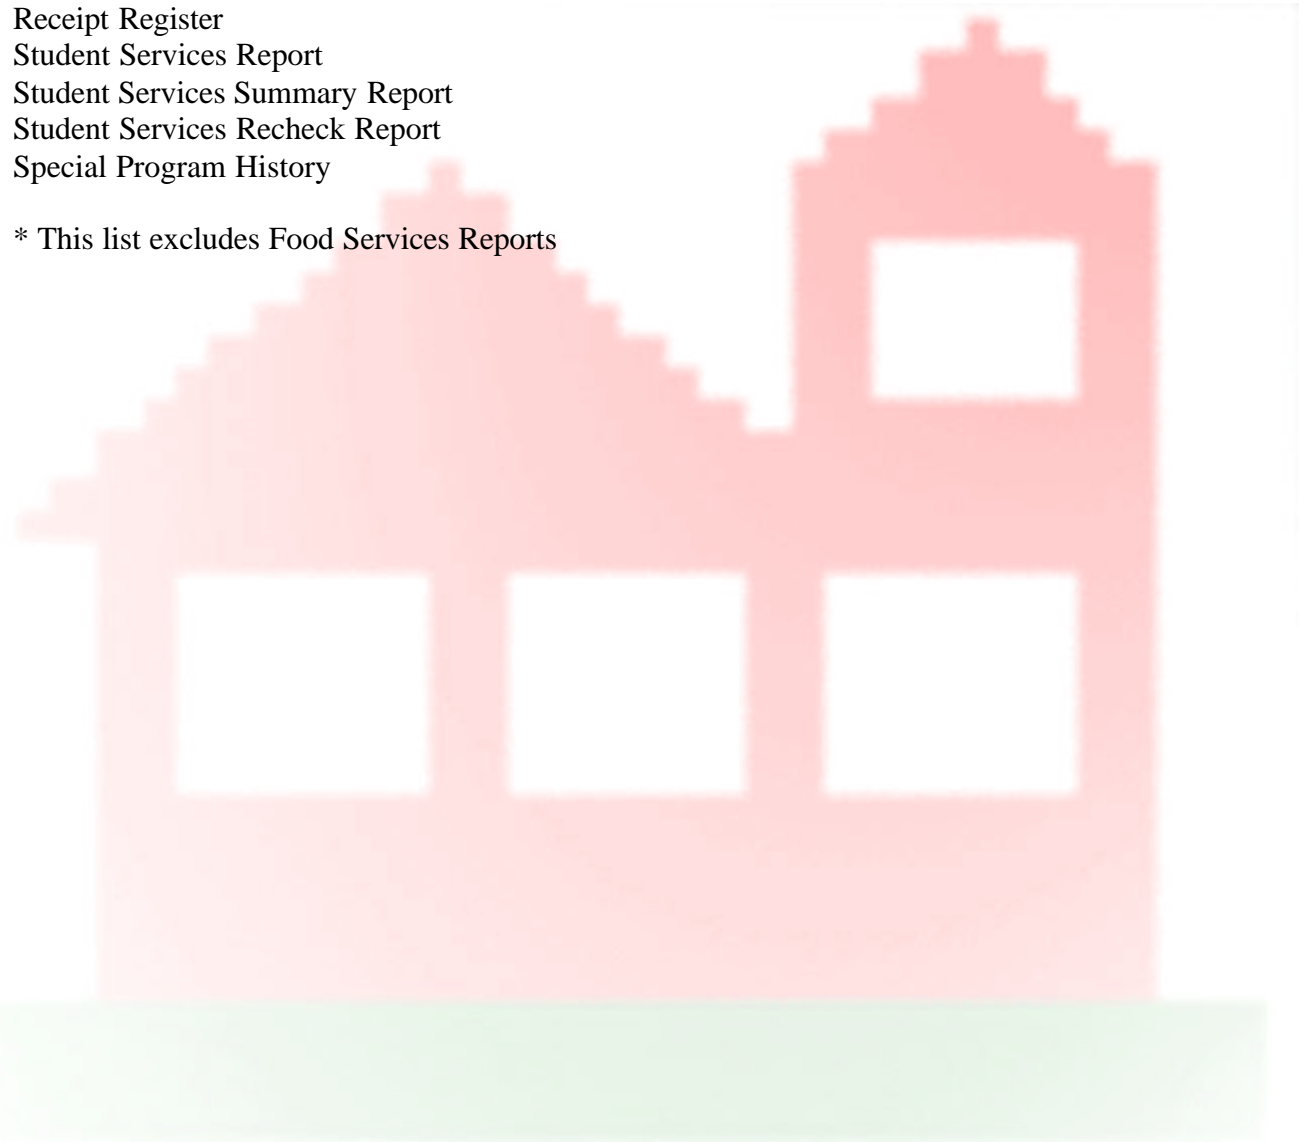 Receipt Register
Student Services Report
Student Services Summary Report
Student Services Recheck Report
Special Program History
* This list excludes Food Services Reports